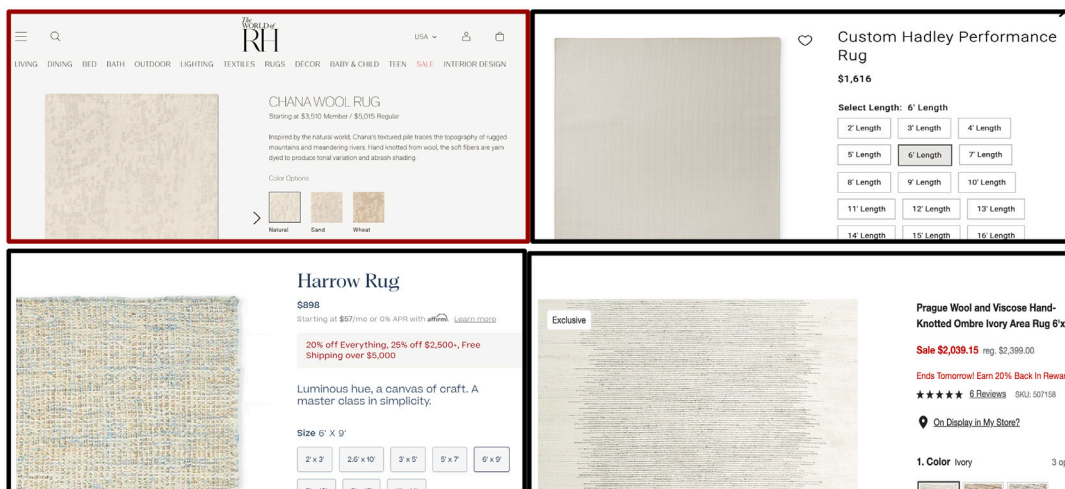 The
WORLD of
RH
USA
LIVING DINING BED BATH OUTDOOR LIGHTING TEXTILES RUGS DÉCOR BABY & CHILD TEEN SALE INTERIOR DESIGN
CHANA WOOL RUG
Starting at $3,510 Member / $5,015 Regular
Inspired by the natural world, Chana's textured pile traces the topography of rugged
mountains and meandering rivers. Hand knotted from wool, the soft fibers are yarn
dyed to produce tonal variation and abrash shading.
Color Options
Natural Sand Wheat
Custom Hadley Performance
Rug
$1,616
Select Length: 6' Length
2' Length 3' Length 4' Length
5' Length 6' Length 7' Length
8' Length 9' Length 10' Length
11' Length 12' Length 13' Length
14' Length 15' Length 16' Length
Harrow Rug
$898
Starting at $57/mo or 0% APR with affirm. Learn more
20% off Everything, 25% off $2,500+, Free
Shipping over $5,000
Luminous hue, a canvas of craft. A
master class in simplicity.
Size 6' X 9'
2' x 3' 2.6' x 10' 3' x 5' 5' x 7' 6' x 9'
Exclusive
Prague Wool and Viscose Hand-
Knotted Ombre Ivory Area Rug 6'x
Sale $2,039.15 reg. $2,399.00
Ends Tomorrow! Earn 20% Back In Rewar
6 Reviews SKU: 507158
On Display in My Store?
1. Color Ivory 3 op